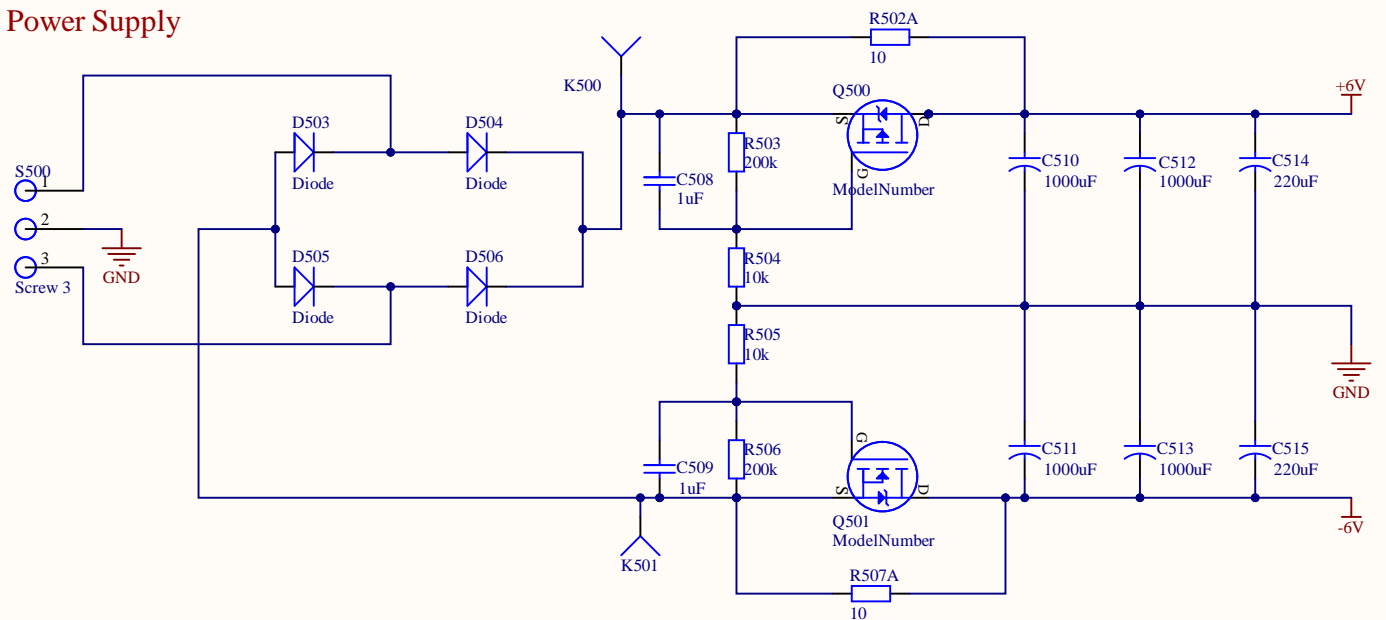 Power Supply
R502A
10
K500
Q500
S
D
G
ModelNumber
+6V
D503
Diode
D504
Diode
R503
200k
C508
1uF
C510
1000uF
C512
1000uF
C514
220uF
S500
1
2
3
Screw 3
GND
D505
Diode
D506
Diode
R504
10k
R505
10k
GND
R506
200k
C509
1uF
G
S
D
Q501
ModelNumber
C511
1000uF
C513
1000uF
C515
220uF
-6V
K501
R507A
10